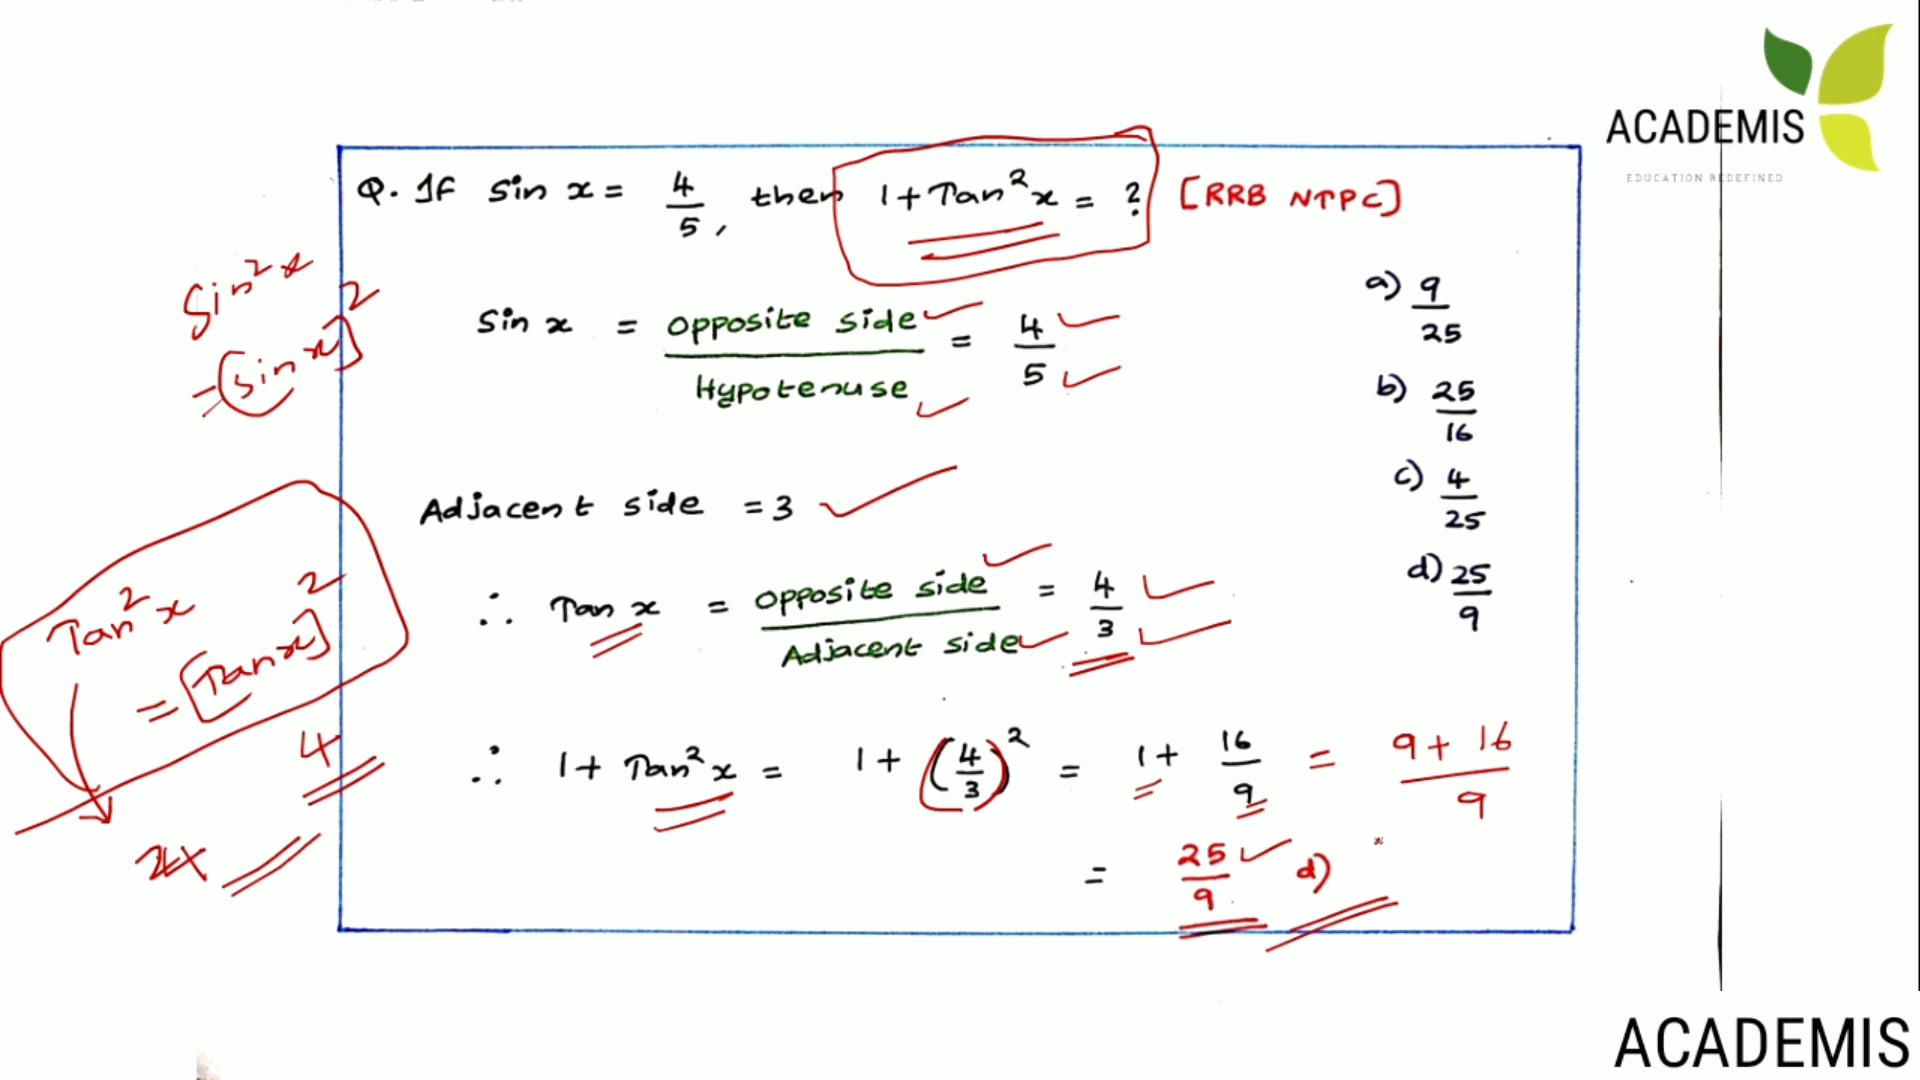 ACADEMIS
EDUCATION REDEFINED
Q. If Sin x = 4/5, then 1 + Tan²x = ? [RRB NTPC]
Sin²x
= [Sin x]²
Sin x = Opposite side / Hypotenuse = 4/5
a) 9/25
b) 25/16
c) 4/25
d) 25/9
Adjacent side = 3
∴ Tan x = Opposite side / Adjacent side = 4/3
Tan²x
= [Tan x]²
4
∴ 1 + Tan²x = 1 + (4/3)² = 1 + 16/9 = 9 + 16 / 9
= 25/9 d)
ACADEMIS